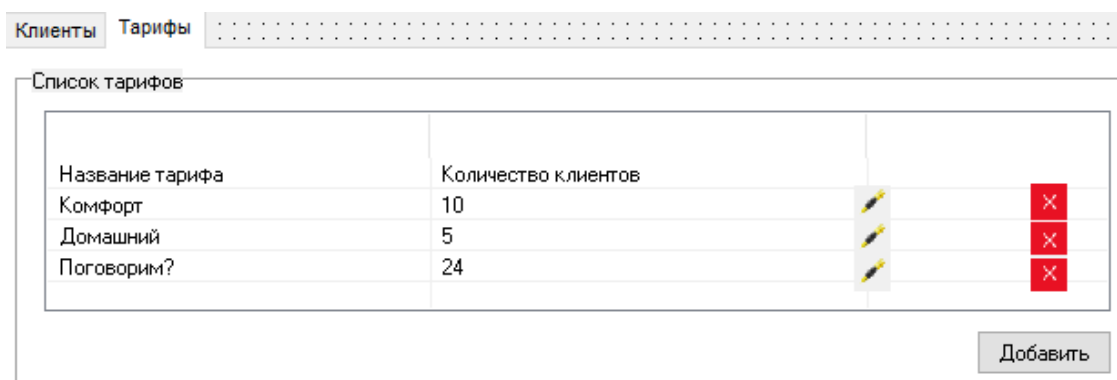 Клиенты Тарифы
Список тарифов
Название тарифа Количество клиентов
Комфорт 10
Домашний 5
Поговорим? 24
Добавить